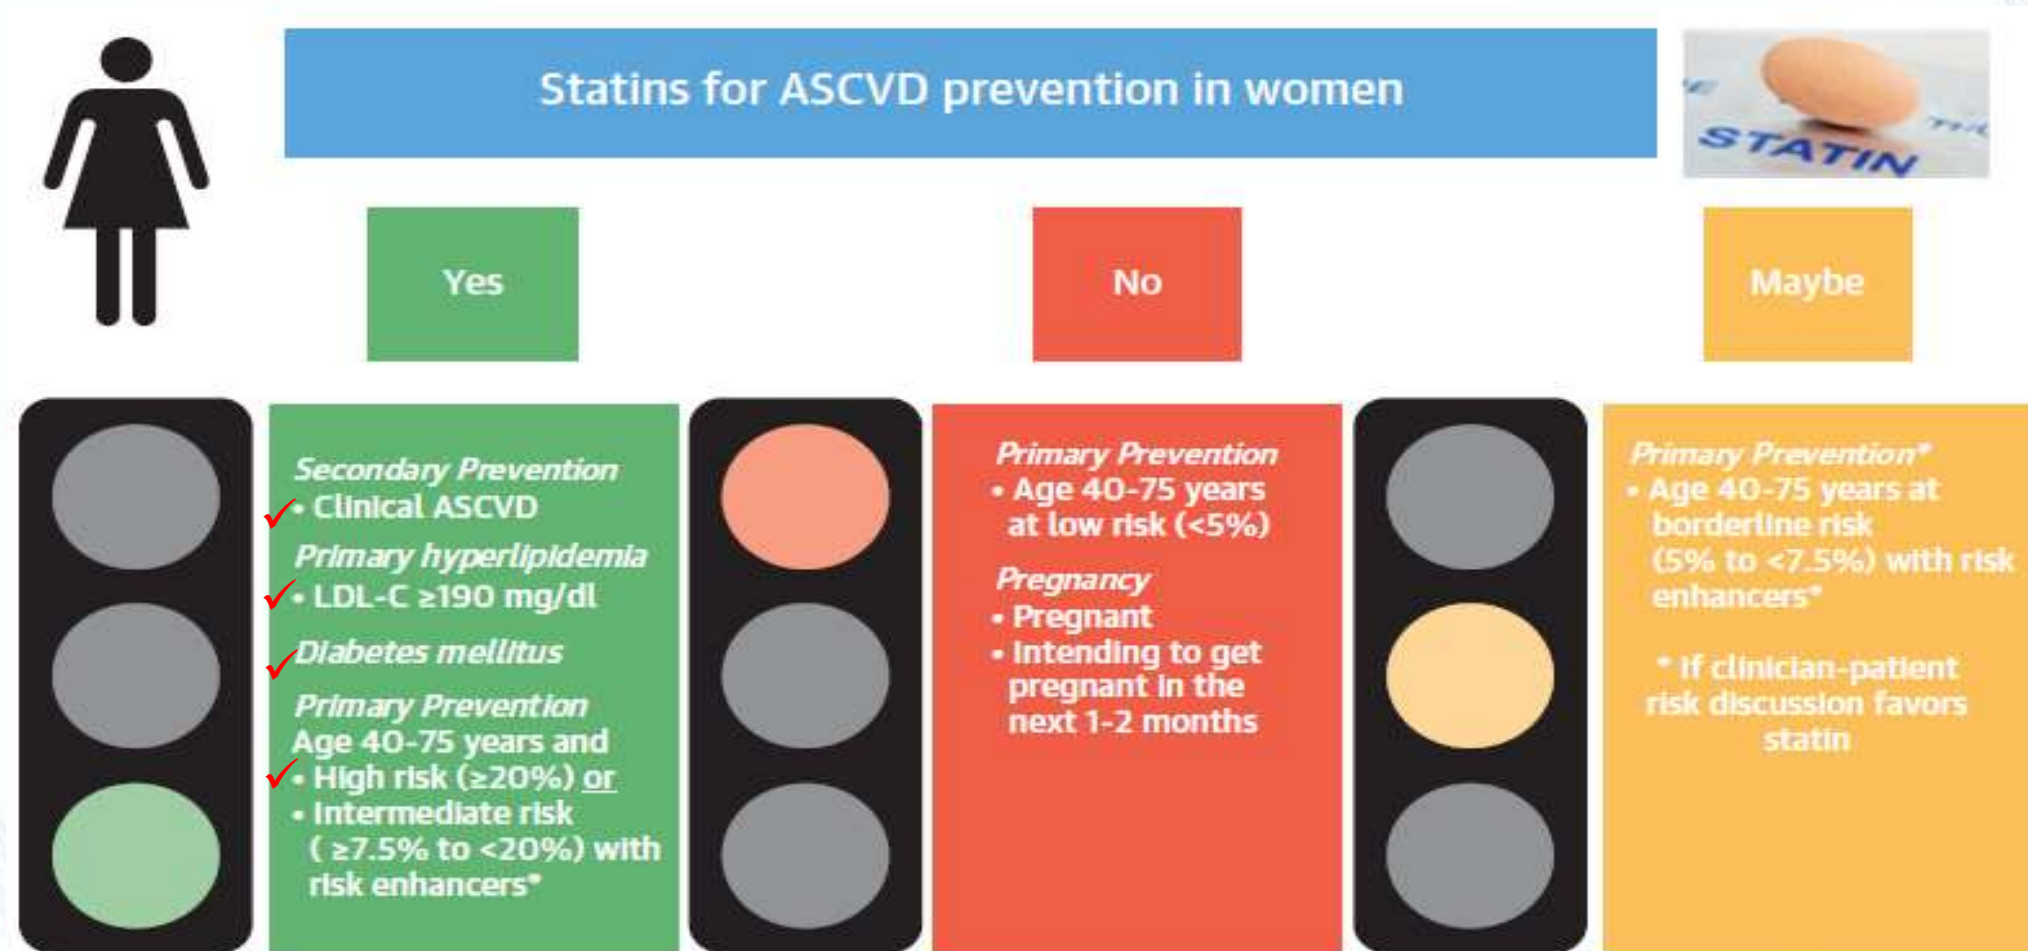 Statins for ASCVD prevention in women
STATIN
Yes
No
Maybe
Secondary Prevention
• Clinical ASCVD
Primary hyperlipidemia
• LDL-C ≥190 mg/dl
Diabetes mellitus
Primary Prevention
Age 40-75 years and
• High risk (≥20%) or
• Intermediate risk
( ≥7.5% to <20%) with
risk enhancers*
Primary Prevention
• Age 40-75 years
at low risk (<5%)
Pregnancy
• Pregnant
• Intending to get
pregnant in the
next 1-2 months
Primary Prevention*
• Age 40-75 years at
borderline risk
(5% to <7.5%) with risk
enhancers*
* If clinician-patient
risk discussion favors
statin